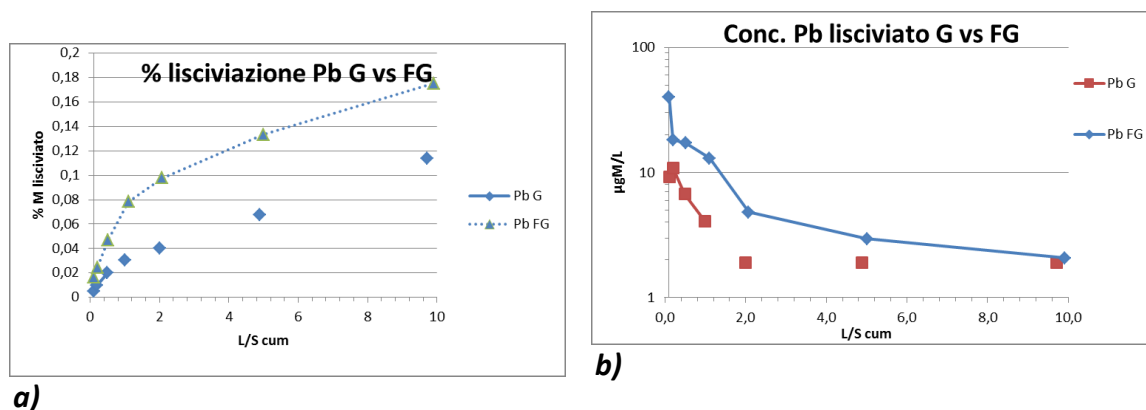 % lisciviazione Pb G vs FG
0,2
0,18
0,16
0,14
0,12
0,1
0,08
0,06
0,04
0,02
0
% M lisciviato
0 2 4 6 8 10
L/S cum
Pb G
Pb FG
a)
Conc. Pb lisciviato G vs FG
100
10
1
µgM/L
0,0 2,0 4,0 6,0 8,0 10,0
L/S cum
Pb G
Pb FG
b)